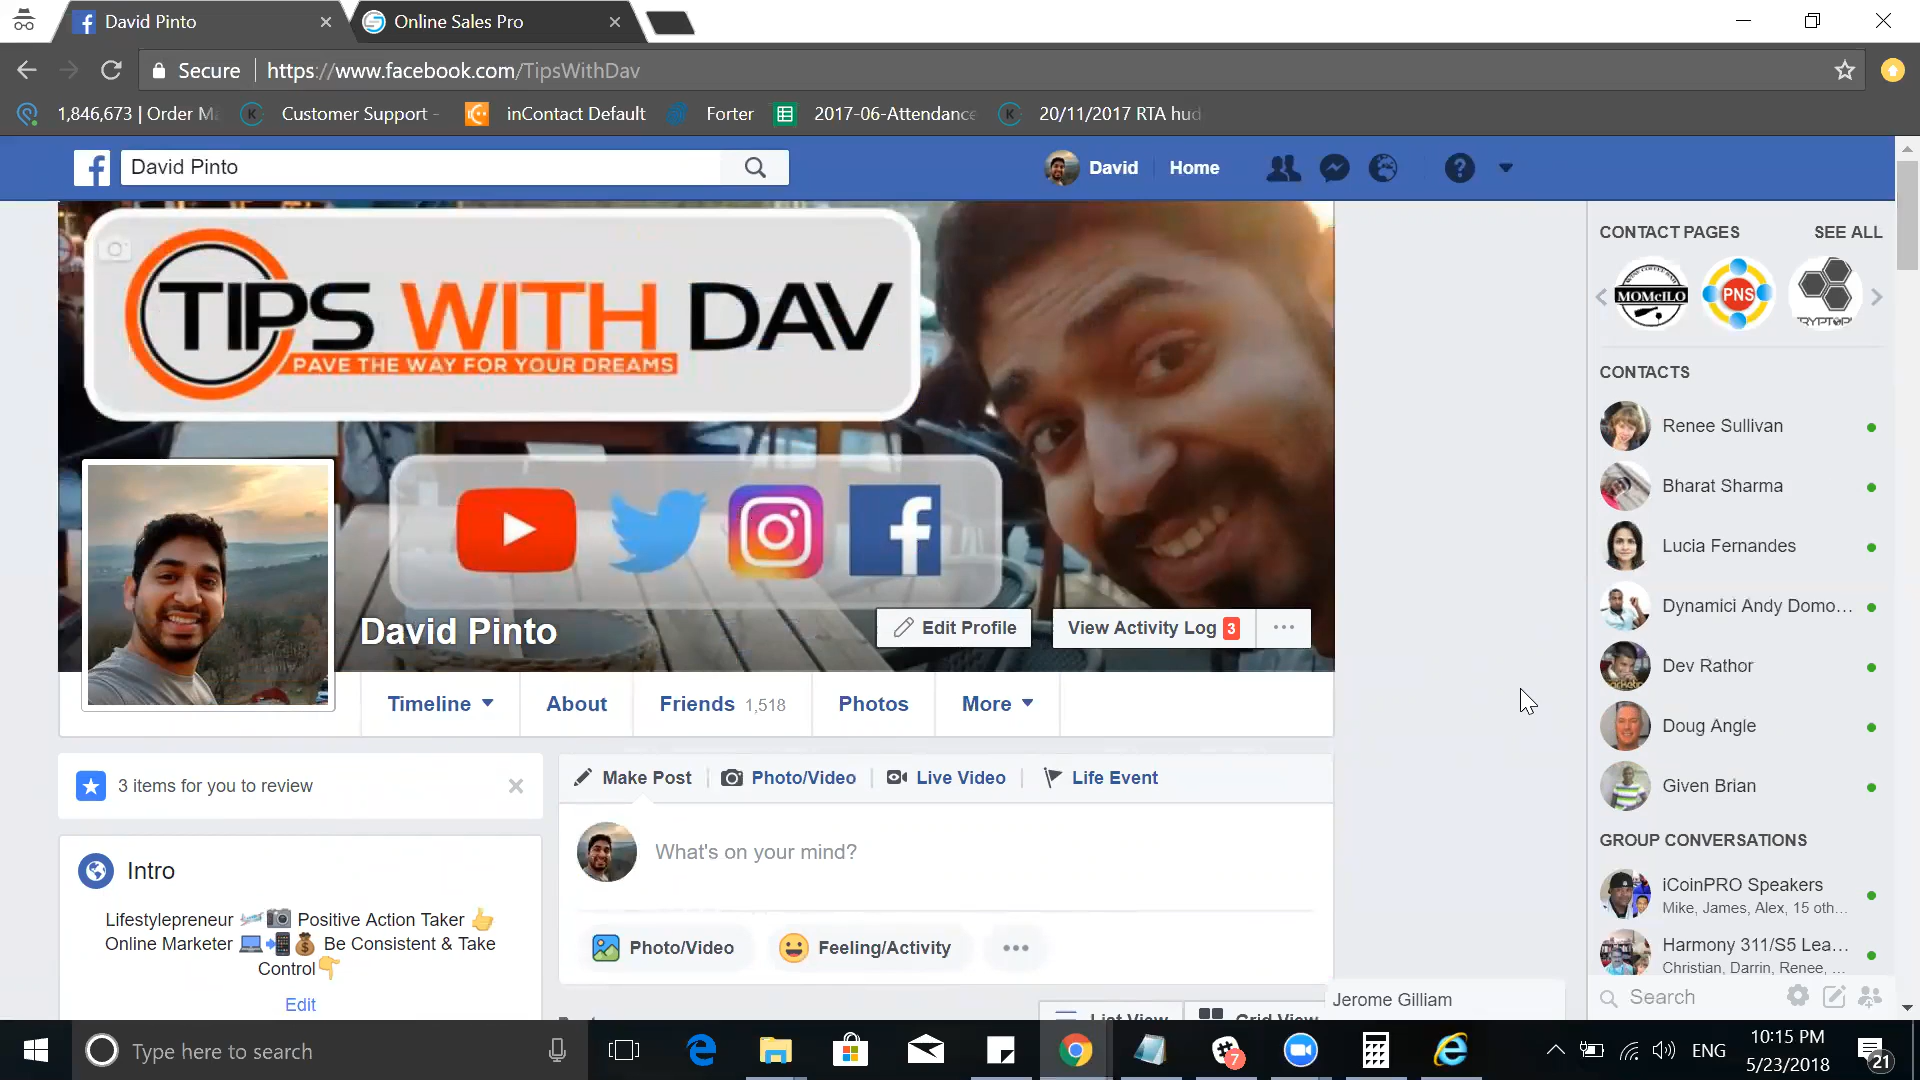 David Pinto
Online Sales Pro
Secure
https://www.facebook.com/TipsWithDav
1,846,673 | Order Ma
Customer Support -
inContact Default
Forter
2017-06-Attendance
20/11/2017 RTA hud
David Pinto
David
Home
TIPS WITH DAV
PAVE THE WAY FOR YOUR DREAMS
David Pinto
Edit Profile
View Activity Log 3
Timeline
About
Friends 1,518
Photos
More
3 items for you to review
Make Post
Photo/Video
Live Video
Life Event
Intro
What's on your mind?
Lifestylepreneur 🛩️📷 Positive Action Taker 👍
Online Marketer 💻📲💰 Be Consistent & Take
Control👇
Edit
Photo/Video
Feeling/Activity
List View
Grid View
Jerome Gilliam
CONTACT PAGES
SEE ALL
MOMcILO
PNS
CONTACTS
Renee Sullivan
Bharat Sharma
Lucia Fernandes
Dynamici Andy Domo...
Dev Rathor
Doug Angle
Given Brian
GROUP CONVERSATIONS
iCoinPRO Speakers
Mike, James, Alex, 15 oth...
Harmony 311/S5 Lea...
Christian, Darrin, Renee, ...
Search
Type here to search
7
ENG
10:15 PM
5/23/2018
21